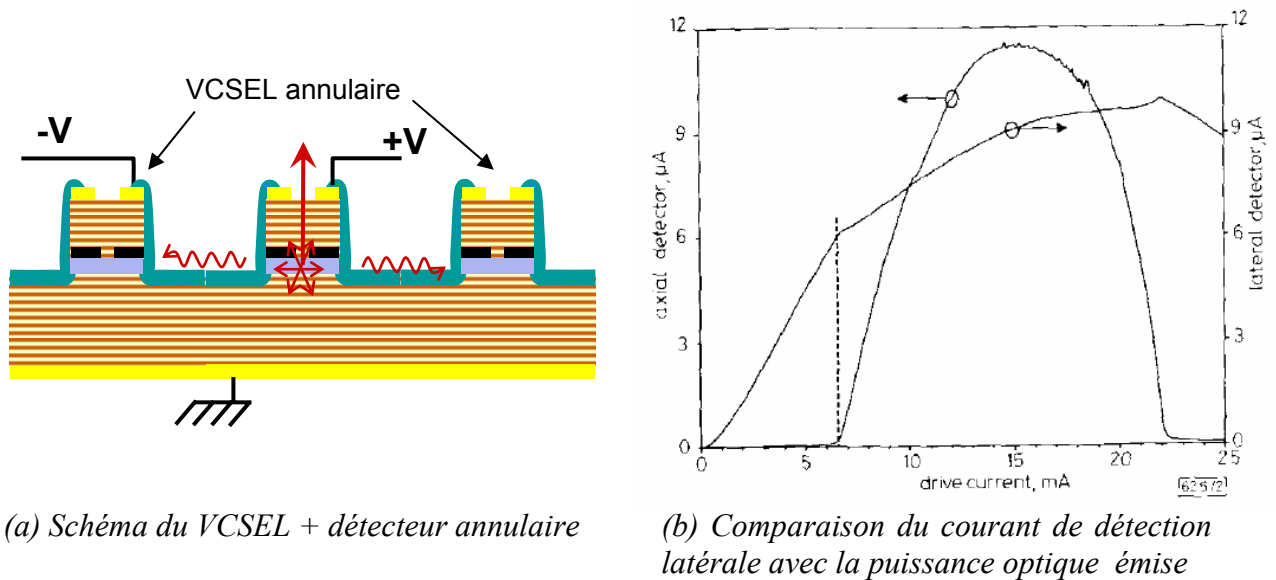 VCSEL annulaire
-V
+V
(a) Schéma du VCSEL + détecteur annulaire
12
9
6
3
0
axial detector, µA
12
9
6
3
0
lateral detector, µA
0
5
10
15
20
25
drive current, mA
625/2
(b) Comparaison du courant de détection
latérale avec la puissance optique émise